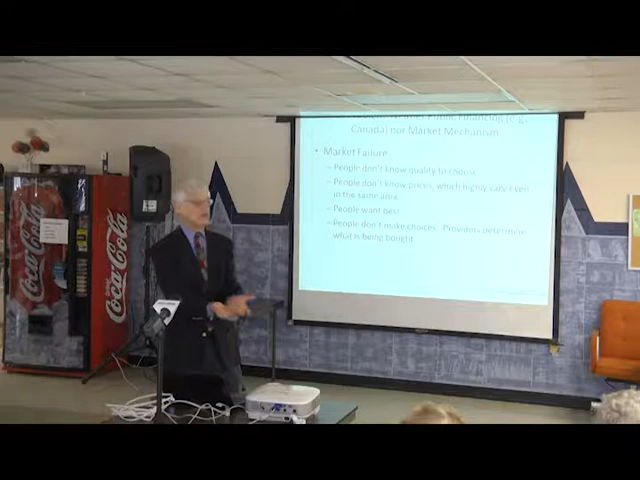 Public Financing (e.g.
Canada) nor Market Mechanism
• Market Failure
– People don't know quality to choose
– People don't know prices, which highly vary even
in the same area
– People want best
– People don't make choices. Providers determine
what is being bought
Coca-Cola
Coca-Cola